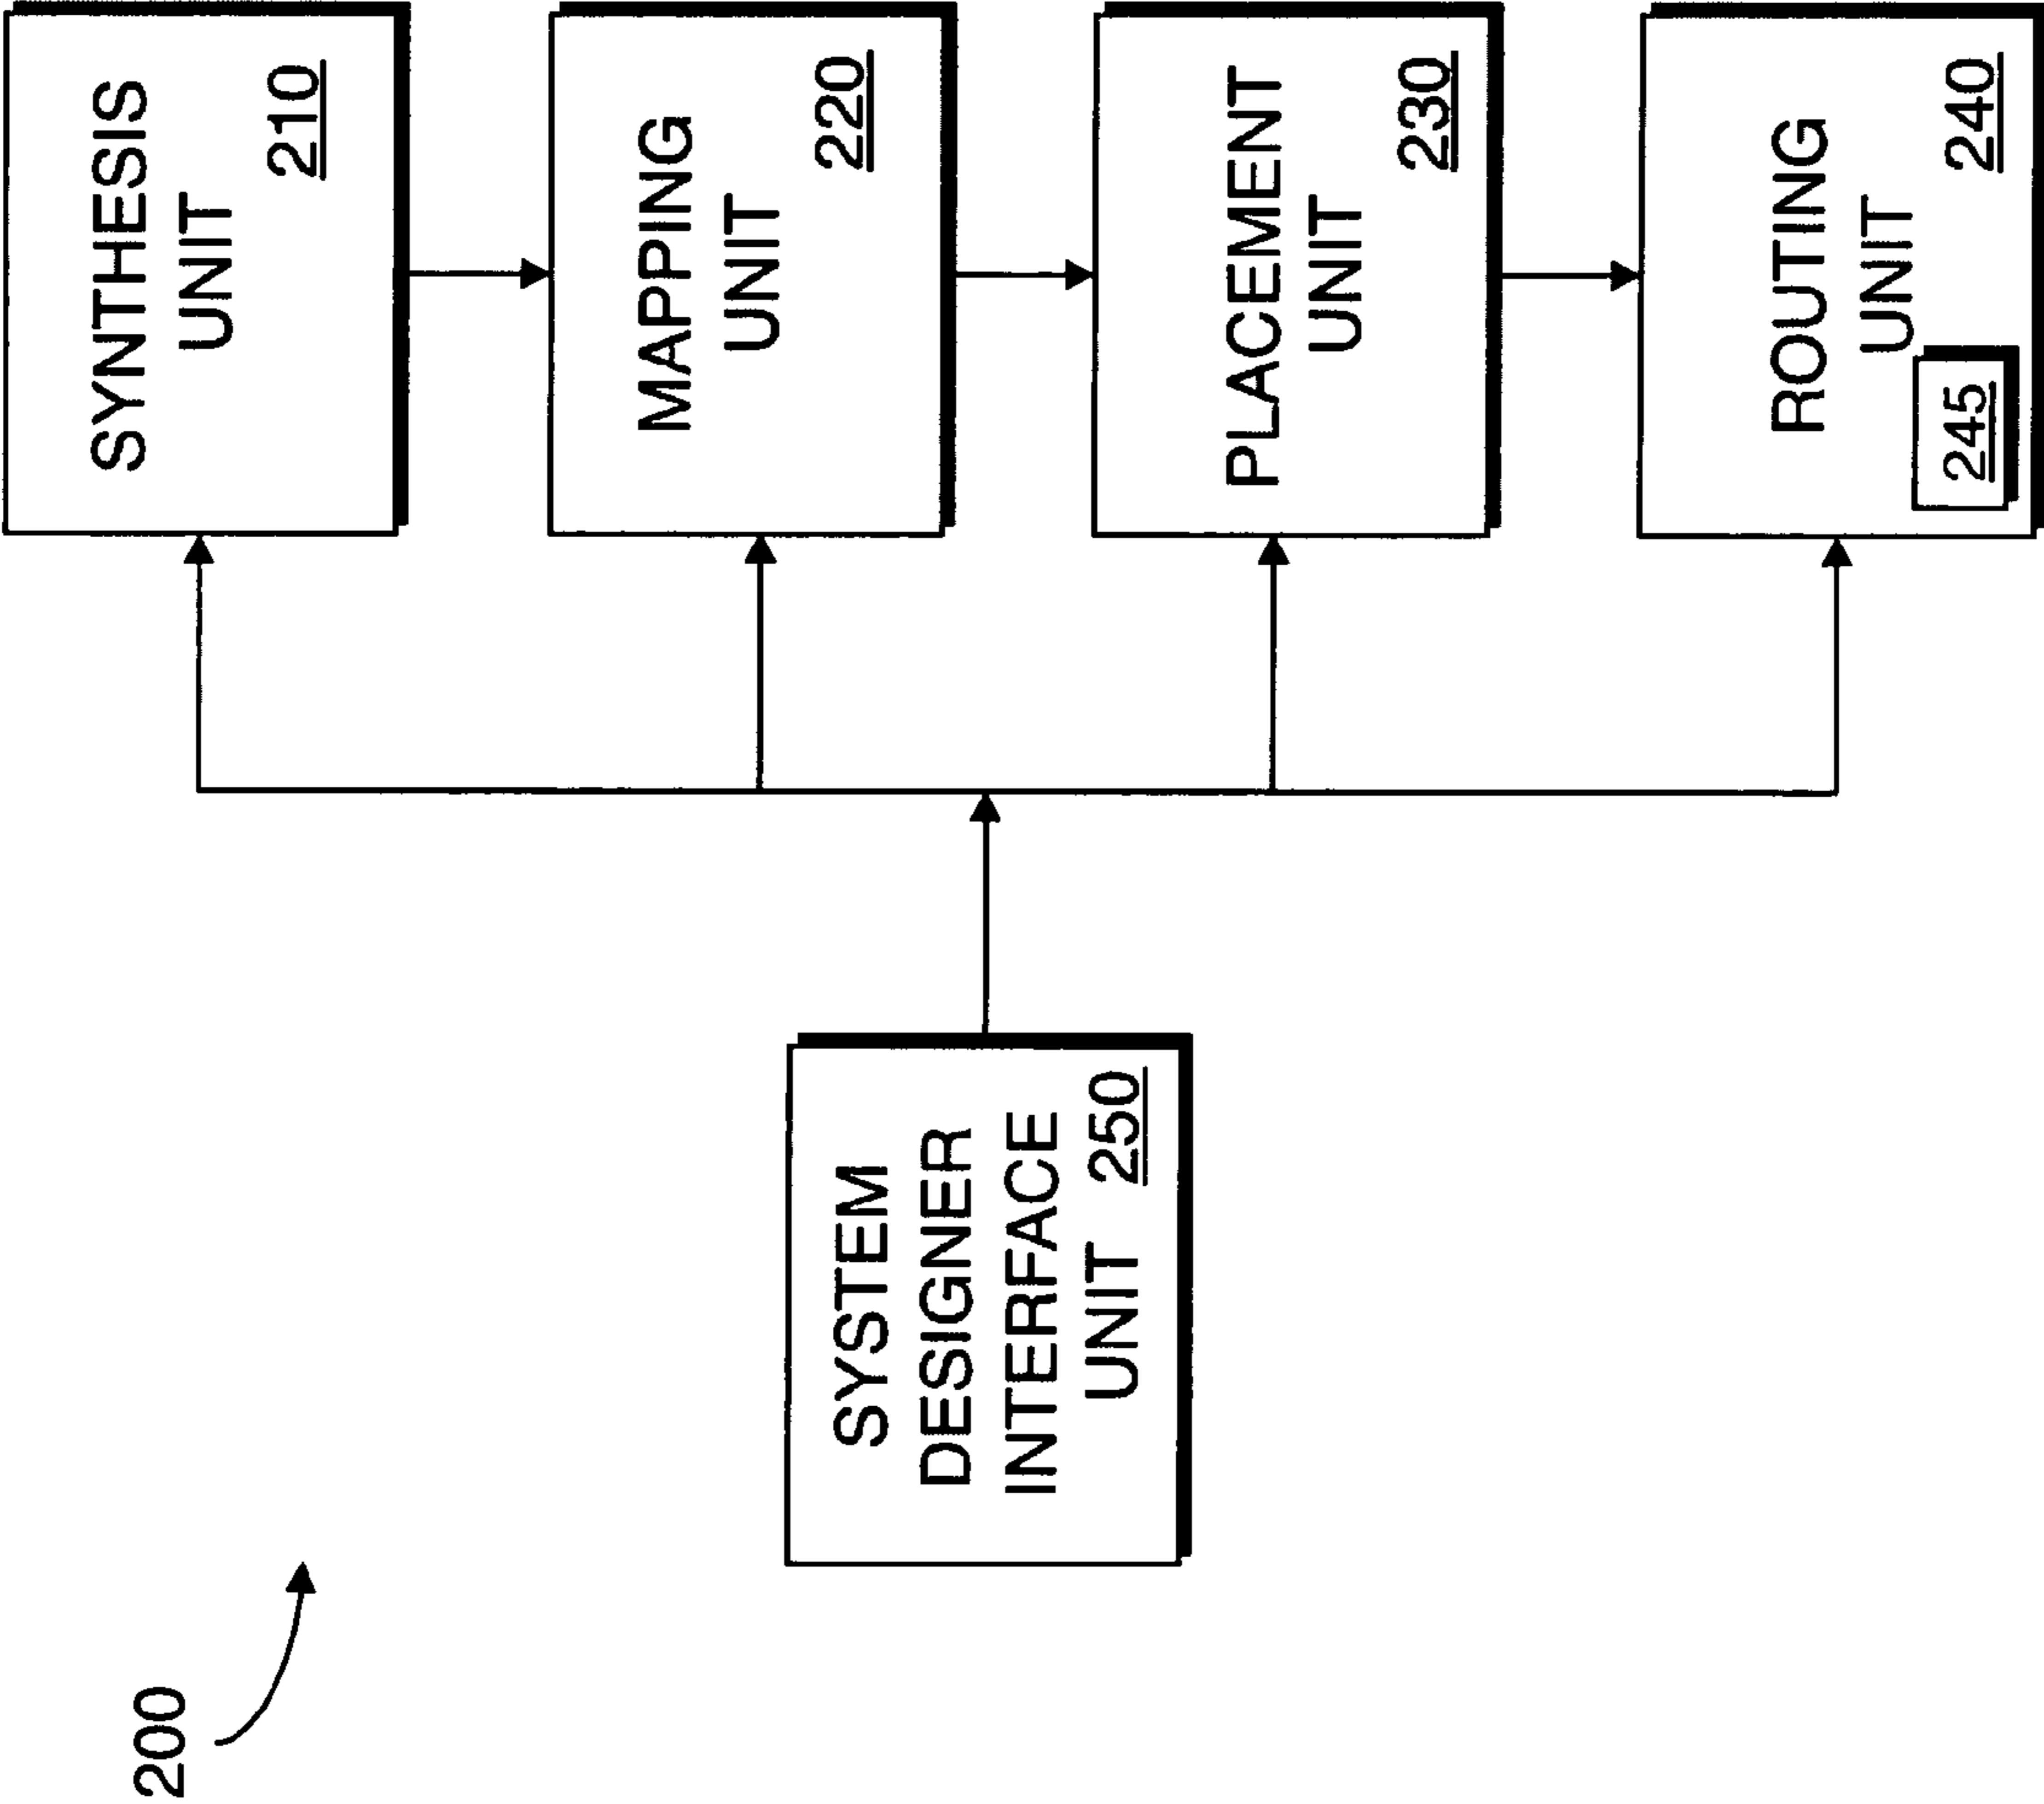 200
SYSTEM
DESIGNER
INTERFACE
UNIT 250
SYNTHESIS
UNIT
210
MAPPING
UNIT
220
PLACEMENT
UNIT
230
ROUTING
UNIT
240
245